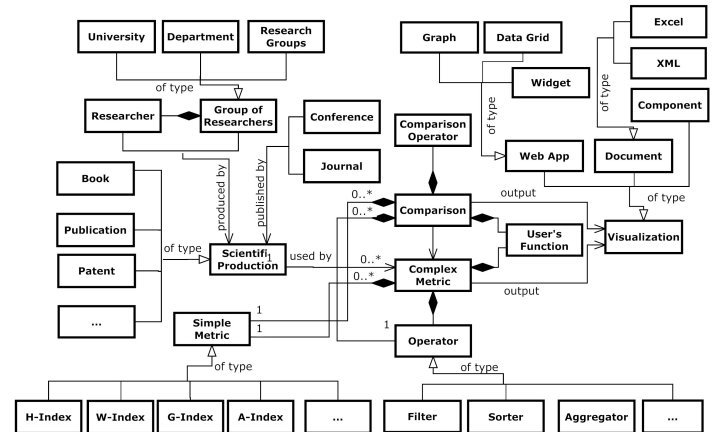 University
Department
Research
Groups
Graph
Data Grid
Excel
XML
Widget
of type
of type
of type
Component
Researcher
Group of
Researchers
Conference
Comparison
Operator
Web App
Document
Journal
Book
produced by
published by
of type
output
0..*
0..*
Comparison
Publication
User's
Function
Visualization
of type
Scientifi
Production
1
used by
0..*
Complex
Metric
Patent
output
...
Simple
Metric
1
1
1
Operator
of type
of type
H-Index
W-Index
G-Index
A-Index
...
Filter
Sorter
Aggregator
...